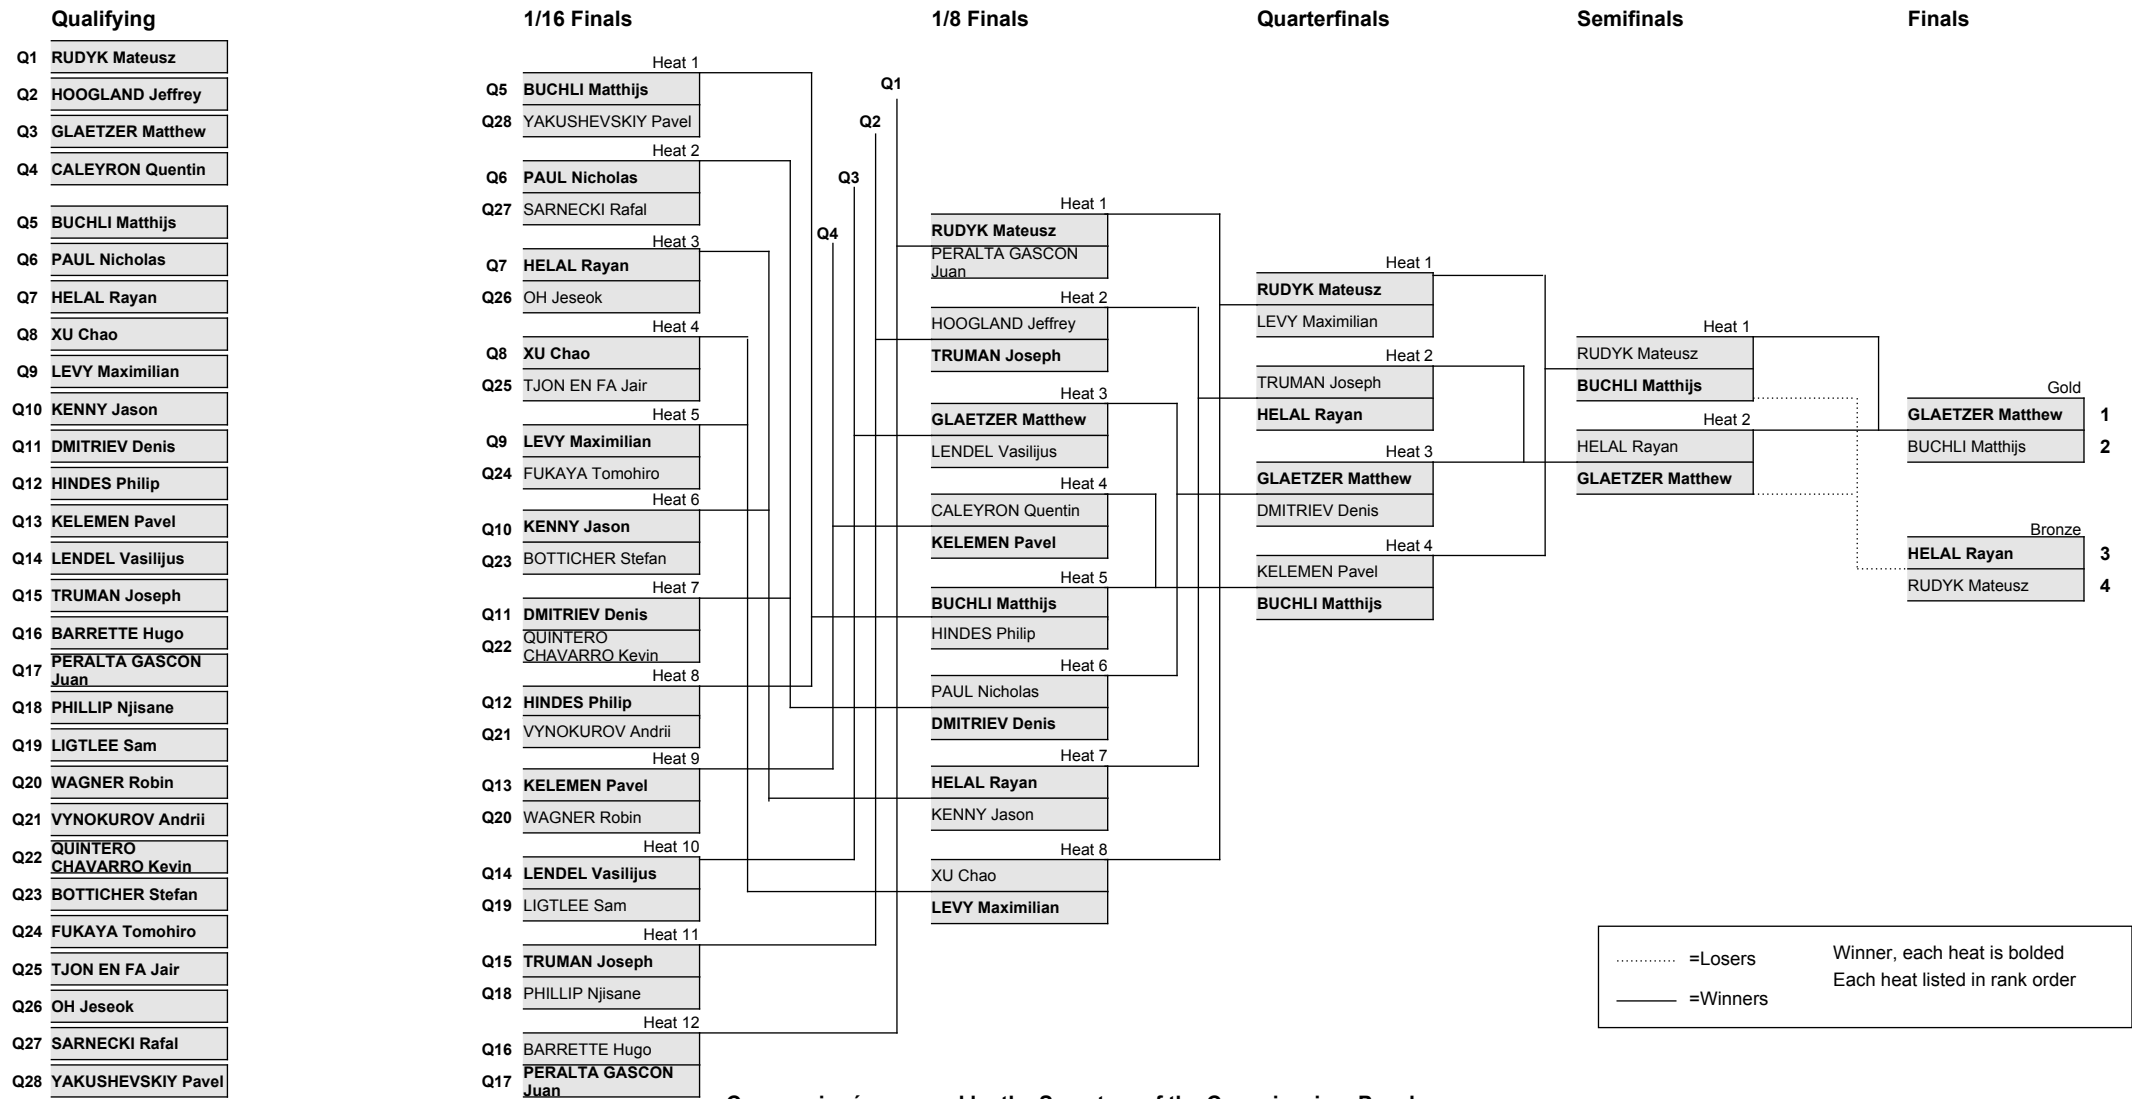 Qualifying
1/16 Finals
1/8 Finals
Quarterfinals
Semifinals
Finals
Q1 RUDYK Mateusz
Q2 HOOGLAND Jeffrey
Q3 GLAETZER Matthew
Q4 CALEYRON Quentin
Q5 BUCHLI Matthijs
Q6 PAUL Nicholas
Q7 HELAL Rayan
Q8 XU Chao
Q9 LEVY Maximilian
Q10 KENNY Jason
Q11 DMITRIEV Denis
Q12 HINDES Philip
Q13 KELEMEN Pavel
Q14 LENDEL Vasilijus
Q15 TRUMAN Joseph
Q16 BARRETTE Hugo
Q17 PERALTA GASCON
Juan
Q18 PHILLIP Njisane
Q19 LIGTLEE Sam
Q20 WAGNER Robin
Q21 VYNOKUROV Andrii
Q22 QUINTERO
CHAVARRO Kevin
Q23 BOTTICHER Stefan
Q24 FUKAYA Tomohiro
Q25 TJON EN FA Jair
Q26 OH Jeseok
Q27 SARNECKI Rafal
Q28 YAKUSHEVSKIY Pavel
Heat 1
Q5 BUCHLI Matthijs
Q28 YAKUSHEVSKIY Pavel
Heat 2
Q6 PAUL Nicholas
Q27 SARNECKI Rafal
Heat 3
Q7 HELAL Rayan
Q26 OH Jeseok
Heat 4
Q8 XU Chao
Q25 TJON EN FA Jair
Heat 5
Q9 LEVY Maximilian
Q24 FUKAYA Tomohiro
Heat 6
Q10 KENNY Jason
Q23 BOTTICHER Stefan
Heat 7
Q11 DMITRIEV Denis
Q22 QUINTERO
CHAVARRO Kevin
Heat 8
Q12 HINDES Philip
Q21 VYNOKUROV Andrii
Heat 9
Q13 KELEMEN Pavel
Q20 WAGNER Robin
Heat 10
Q14 LENDEL Vasilijus
Q19 LIGTLEE Sam
Heat 11
Q15 TRUMAN Joseph
Q18 PHILLIP Njisane
Heat 12
Q16 BARRETTE Hugo
Q17 PERALTA GASCON
Juan
Q1
Q2
Q3
Q4
Heat 1
RUDYK Mateusz
PERALTA GASCON
Juan
Heat 2
HOOGLAND Jeffrey
TRUMAN Joseph
Heat 3
GLAETZER Matthew
LENDEL Vasilijus
Heat 4
CALEYRON Quentin
KELEMEN Pavel
Heat 5
BUCHLI Matthijs
HINDES Philip
Heat 6
PAUL Nicholas
DMITRIEV Denis
Heat 7
HELAL Rayan
KENNY Jason
Heat 8
XU Chao
LEVY Maximilian
Heat 1
RUDYK Mateusz
LEVY Maximilian
Heat 2
TRUMAN Joseph
HELAL Rayan
Heat 3
GLAETZER Matthew
DMITRIEV Denis
Heat 4
KELEMEN Pavel
BUCHLI Matthijs
Heat 1
RUDYK Mateusz
BUCHLI Matthijs
Heat 2
HELAL Rayan
GLAETZER Matthew
Gold
GLAETZER Matthew 1
BUCHLI Matthijs 2
Bronze
HELAL Rayan 3
RUDYK Mateusz 4
=Losers
=Winners
Winner, each heat is bolded
Each heat listed in rank order